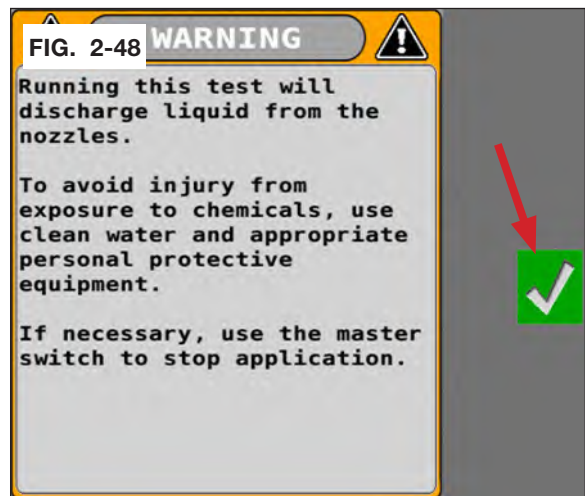 FIG. 2-48
WARNING
Running this test will
discharge liquid from the
nozzles.
To avoid injury from
exposure to chemicals, use
clean water and appropriate
personal protective
equipment.
If necessary, use the master
switch to stop application.